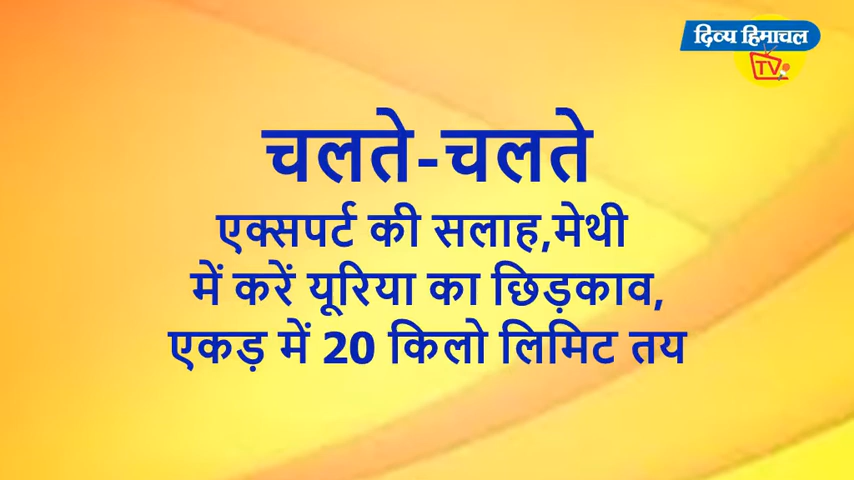 दिव्य हिमाचल
TV
चलते-चलते
एक्सपर्ट की सलाह,मेथी
में करें यूरिया का छिड़काव,
एकड़ में 20 किलो लिमिट तय